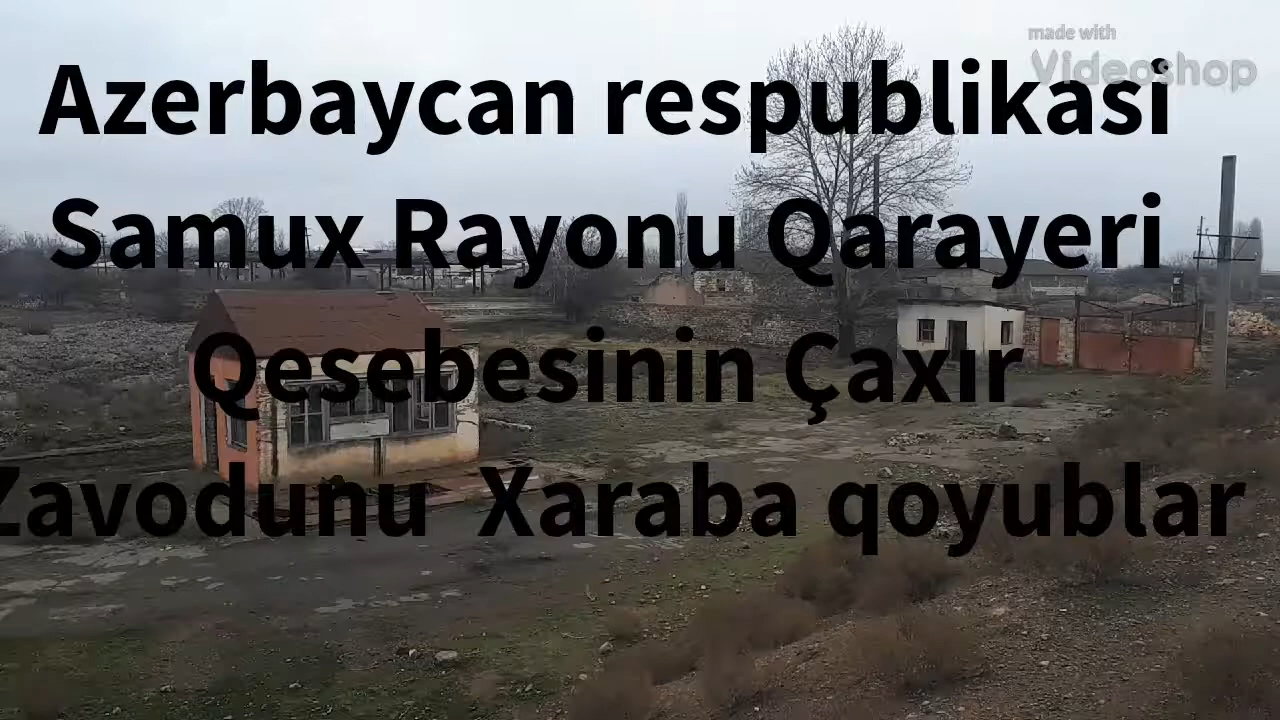 made with
Videoshop
Azerbaycan respublikasi
Samux Rayonu Qarayeri
Qesebesinin Çaxır
Zavodunu Xaraba qoyublar